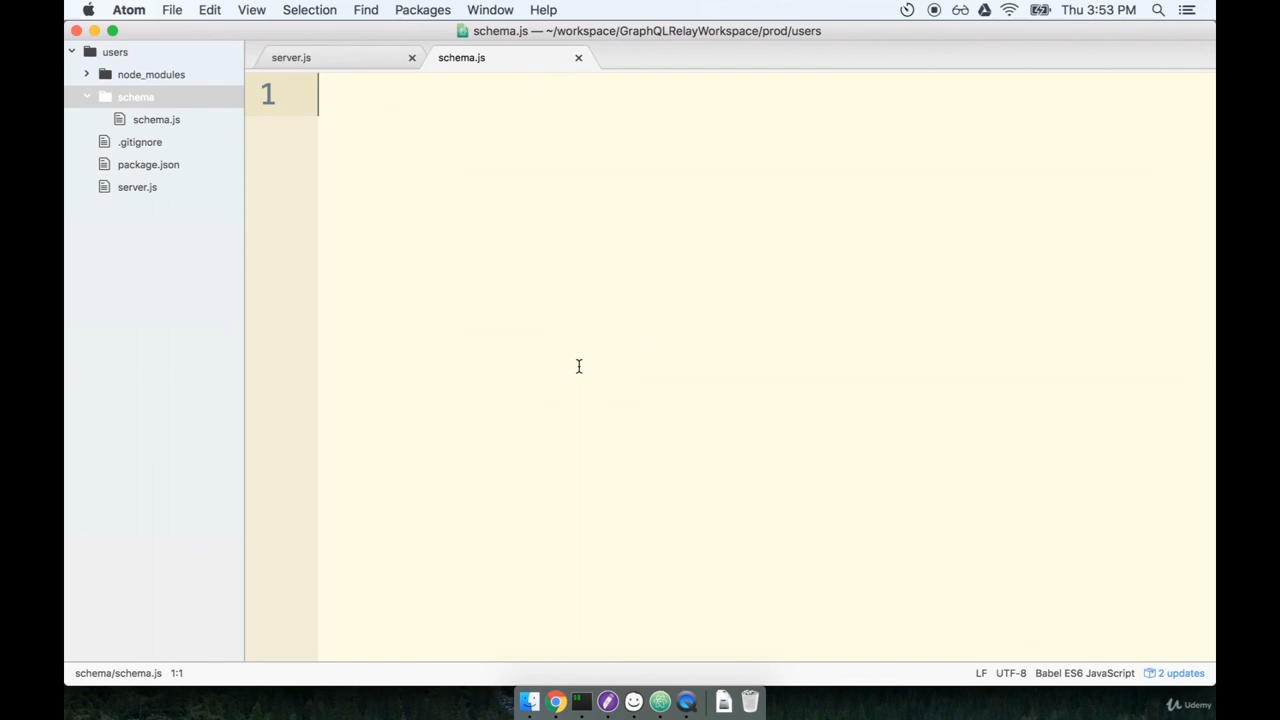 Atom File Edit View Selection Find Packages Window Help Thu 3:53 PM
schema.js — ~/workspace/GraphQLRelayWorkspace/prod/users
users
server.js
schema.js
node_modules
schema
schema.js
.gitignore
package.json
server.js
1
schema/schema.js 1:1 LF UTF-8 Babel ES6 JavaScript 2 updates
Udemy